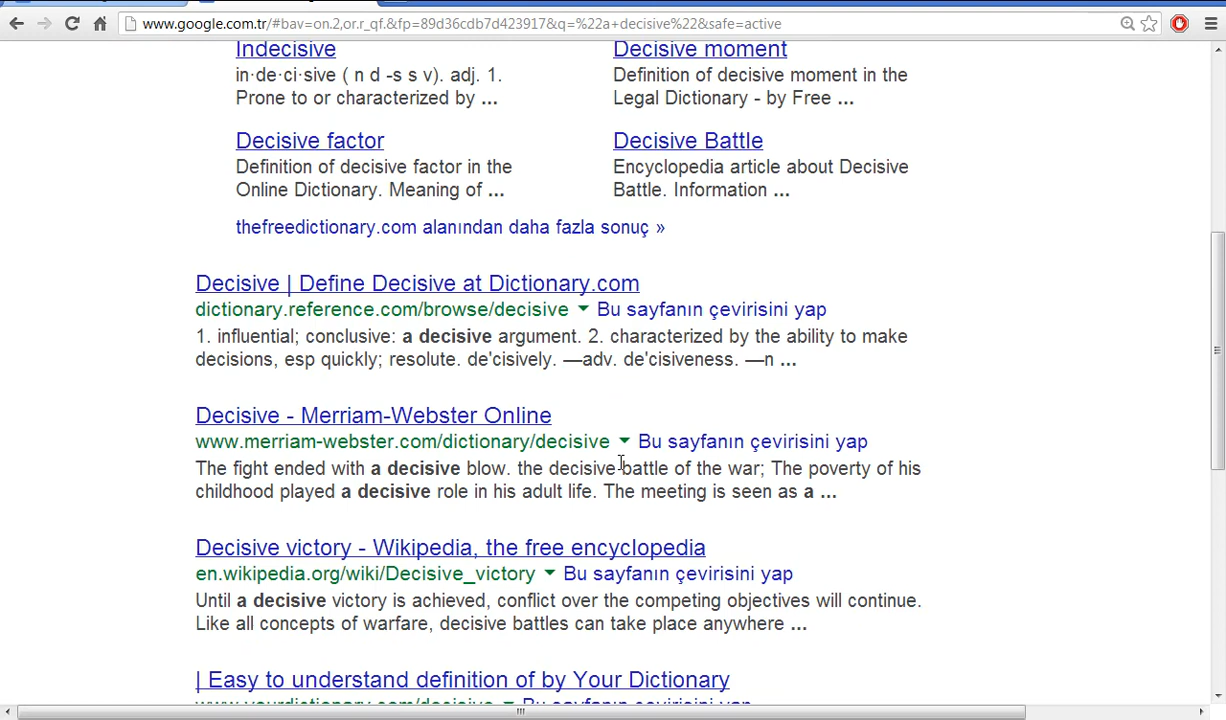 www.google.com.tr/#bav=on.2,or.r_qf.&fp=89d36cdb7d423917&q=%22a+decisive%22&safe=active
Indecisive
in·de·ci·sive ( n d -s s v). adj. 1.
Prone to or characterized by ...
Decisive moment
Definition of decisive moment in the
Legal Dictionary - by Free ...
Decisive factor
Definition of decisive factor in the
Online Dictionary. Meaning of ...
Decisive Battle
Encyclopedia article about Decisive
Battle. Information ...
thefreedictionary.com alanından daha fazla sonuç »
Decisive | Define Decisive at Dictionary.com
dictionary.reference.com/browse/decisive Bu sayfanın çevirisini yap
1. influential; conclusive: a decisive argument. 2. characterized by the ability to make
decisions, esp quickly; resolute. de'cisively. —adv. de'cisiveness. —n ...
Decisive - Merriam-Webster Online
www.merriam-webster.com/dictionary/decisive Bu sayfanın çevirisini yap
The fight ended with a decisive blow. the decisive battle of the war; The poverty of his
childhood played a decisive role in his adult life. The meeting is seen as a ...
Decisive victory - Wikipedia, the free encyclopedia
en.wikipedia.org/wiki/Decisive_victory Bu sayfanın çevirisini yap
Until a decisive victory is achieved, conflict over the competing objectives will continue.
Like all concepts of warfare, decisive battles can take place anywhere ...
| Easy to understand definition of by Your Dictionary
www.yourdictionary.com/decisive Bu sayfanın çevirisini yap